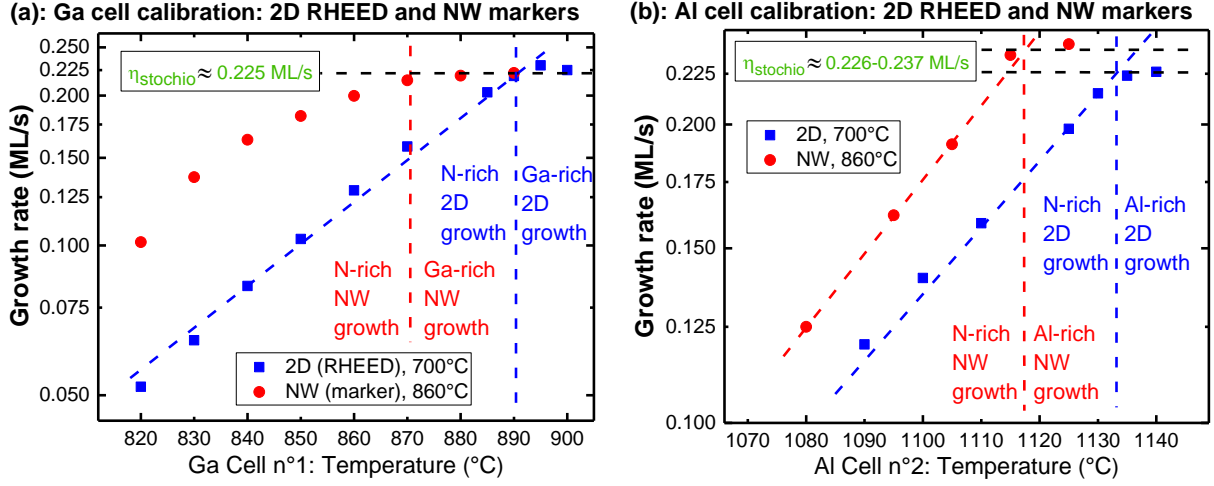 (a): Ga cell calibration: 2D RHEED and NW markers
0.250
0.225
0.200
0.175
0.150
0.125
0.100
0.075
0.050
Growth rate (ML/s)
ηstochio ≈ 0.225 ML/s
N-rich
2D
growth
Ga-rich
2D
growth
N-rich
NW
growth
Ga-rich
NW
growth
2D (RHEED), 700°C
NW (marker), 860°C
820 830 840 850 860 870 880 890 900
Ga Cell n°1: Temperature (°C)
(b): Al cell calibration: 2D RHEED and NW markers
0.225
0.200
0.175
0.150
0.125
0.100
Growth rate (ML/s)
ηstochio ≈ 0.226-0.237 ML/s
2D, 700°C
NW, 860°C
N-rich
2D
growth
Al-rich
2D
growth
N-rich
NW
growth
Al-rich
NW
growth
1070 1080 1090 1100 1110 1120 1130 1140
Al Cell n°2: Temperature (°C)